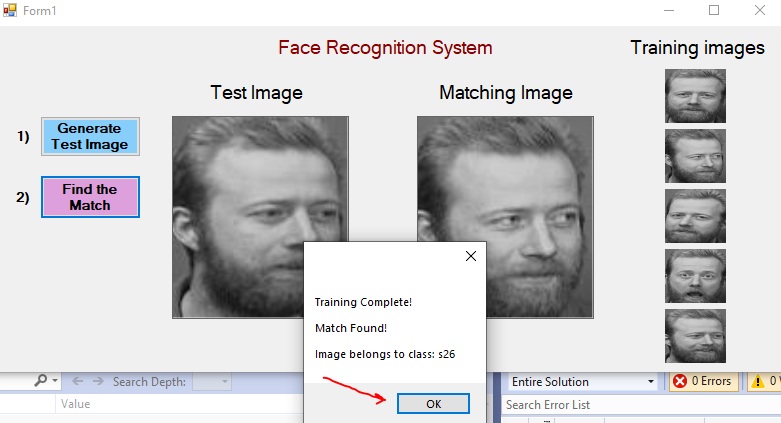 Form1
Face Recognition System
Training images
Test Image
Matching Image
1)
Generate
Test Image
2)
Find the
Match
Training Complete!
Match Found!
Image belongs to class: s26
OK
Search Depth:
Entire Solution
0 Errors
0
Value
Search Error List